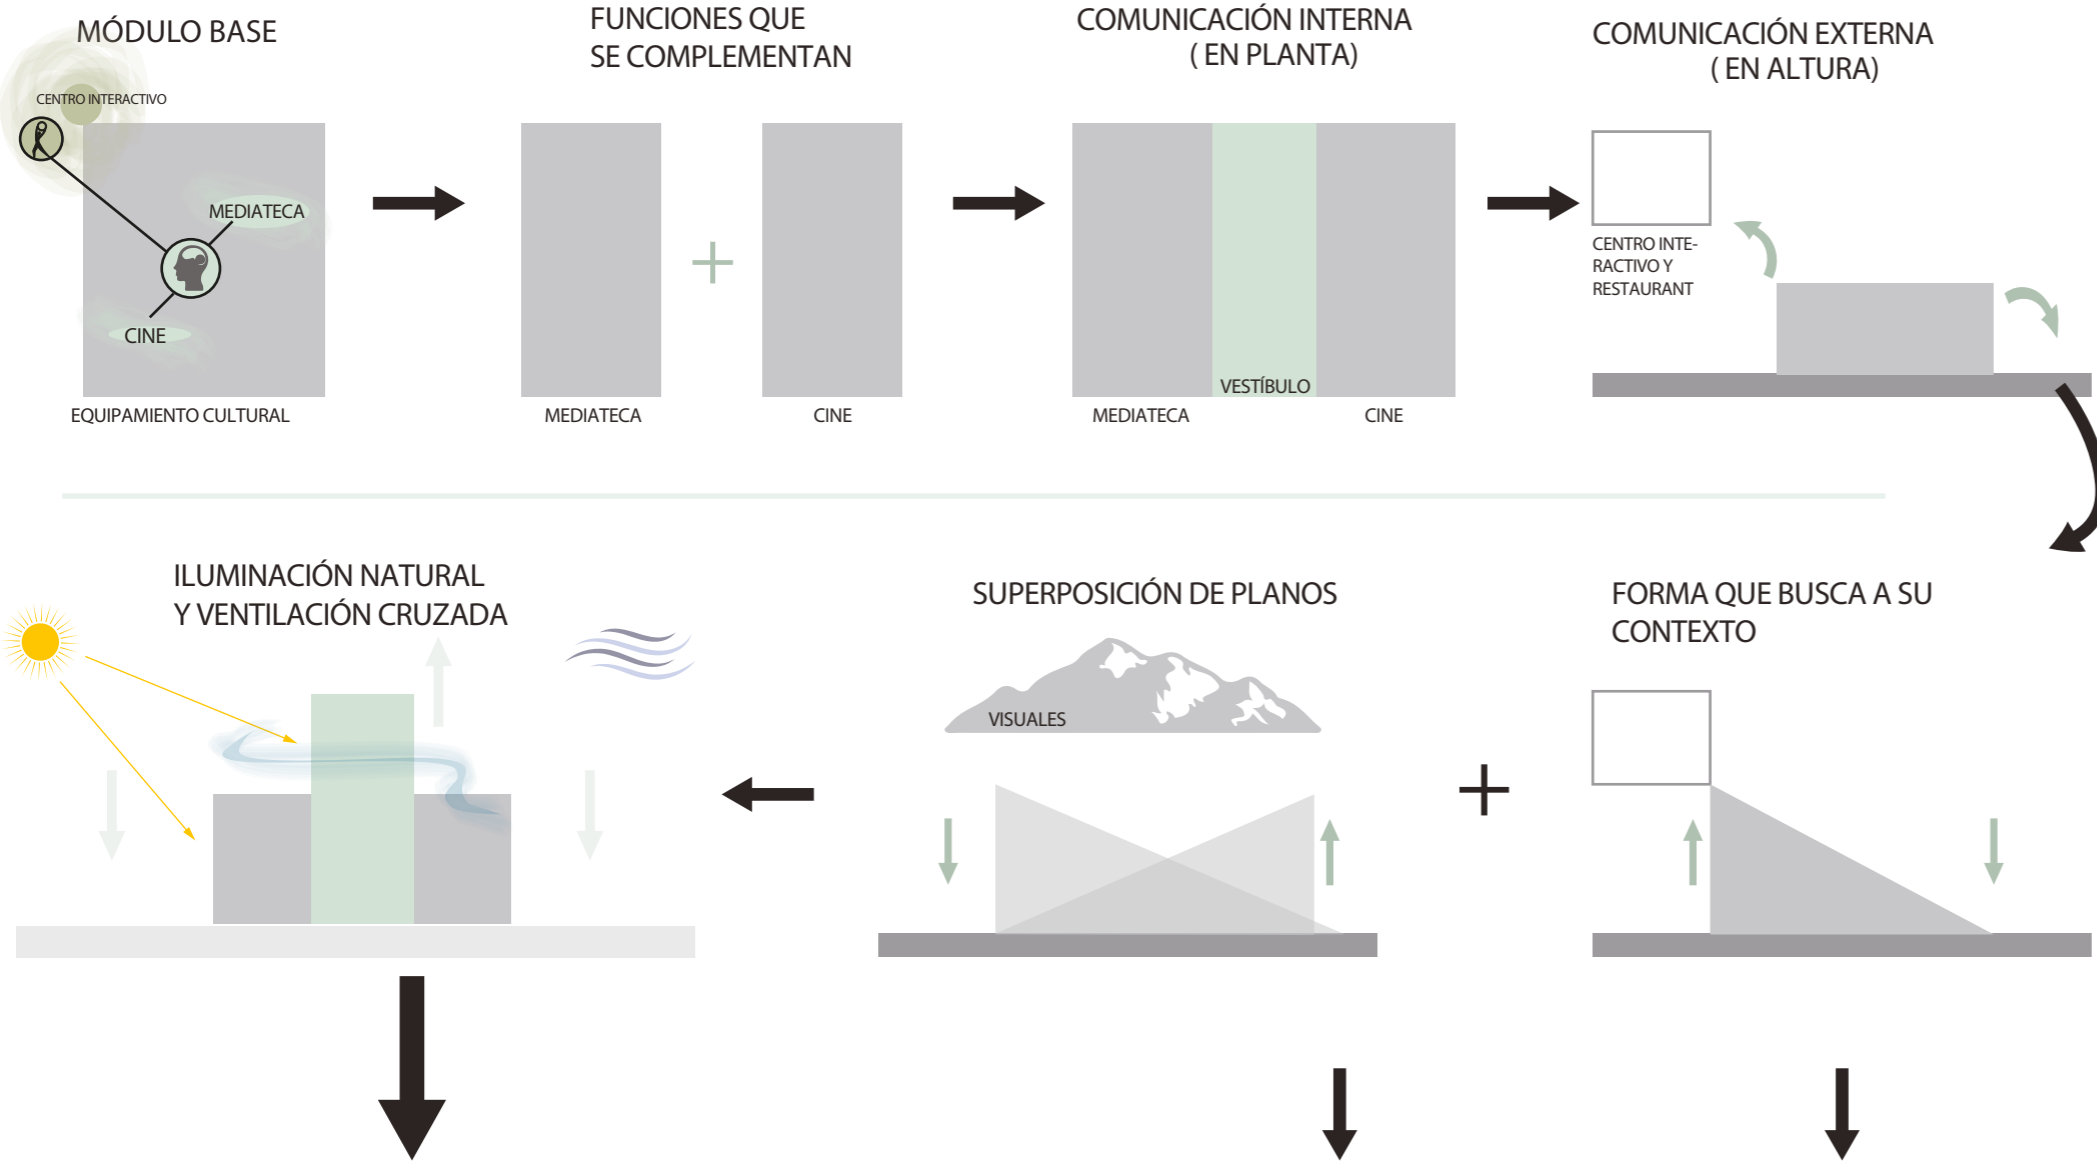 MÓDULO BASE
CENTRO INTERACTIVO
MEDIATECA
CINE
EQUIPAMIENTO CULTURAL
FUNCIONES QUE
SE COMPLEMENTAN
MEDIATECA
CINE
COMUNICACIÓN INTERNA
( EN PLANTA)
VESTÍBULO
MEDIATECA
CINE
COMUNICACIÓN EXTERNA
( EN ALTURA)
CENTRO INTE-
RACTIVO Y
RESTAURANT
ILUMINACIÓN NATURAL
Y VENTILACIÓN CRUZADA
SUPERPOSICIÓN DE PLANOS
VISUALES
FORMA QUE BUSCA A SU
CONTEXTO